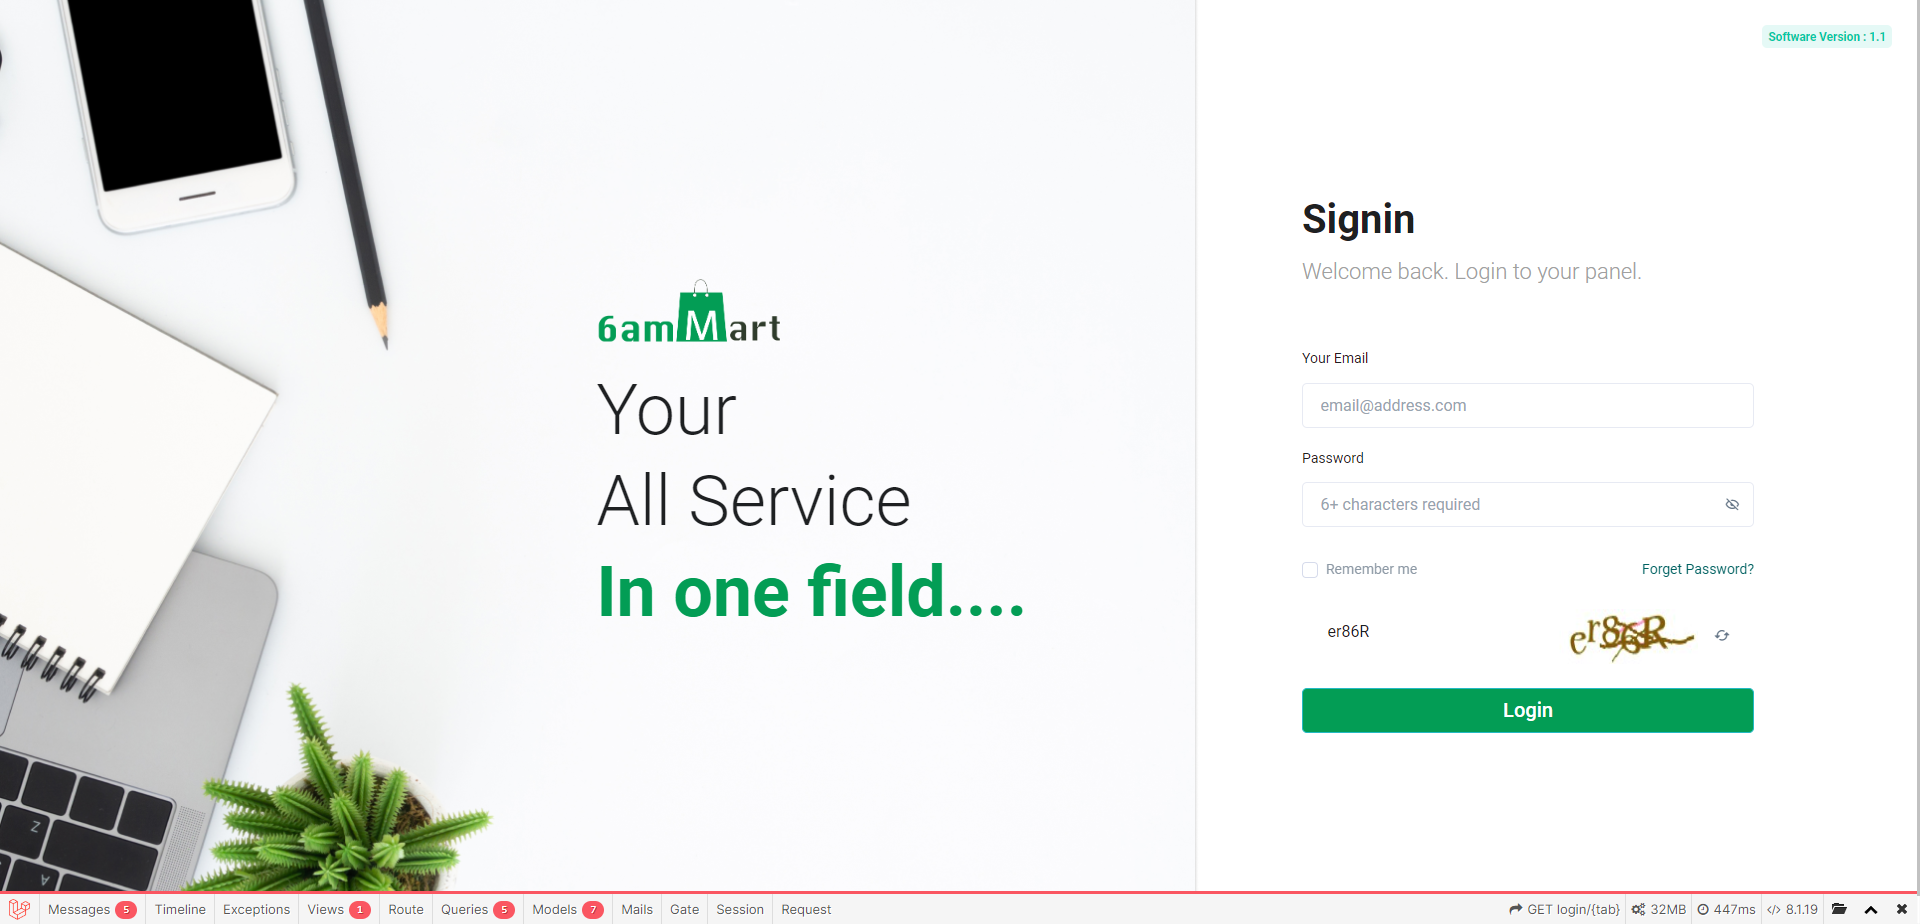 Software Version : 1.1
6amMart
Your
All Service
In one field....
Signin
Welcome back. Login to your panel.
Your Email
email@address.com
Password
6+ characters required
Remember me
Forget Password?
er86R
er86R
Login
Z
A
Messages 5 Timeline Exceptions Views 1 Route Queries 5 Models 7 Mails Gate Session Request GET login/{tab} 32MB 447ms 8.1.19